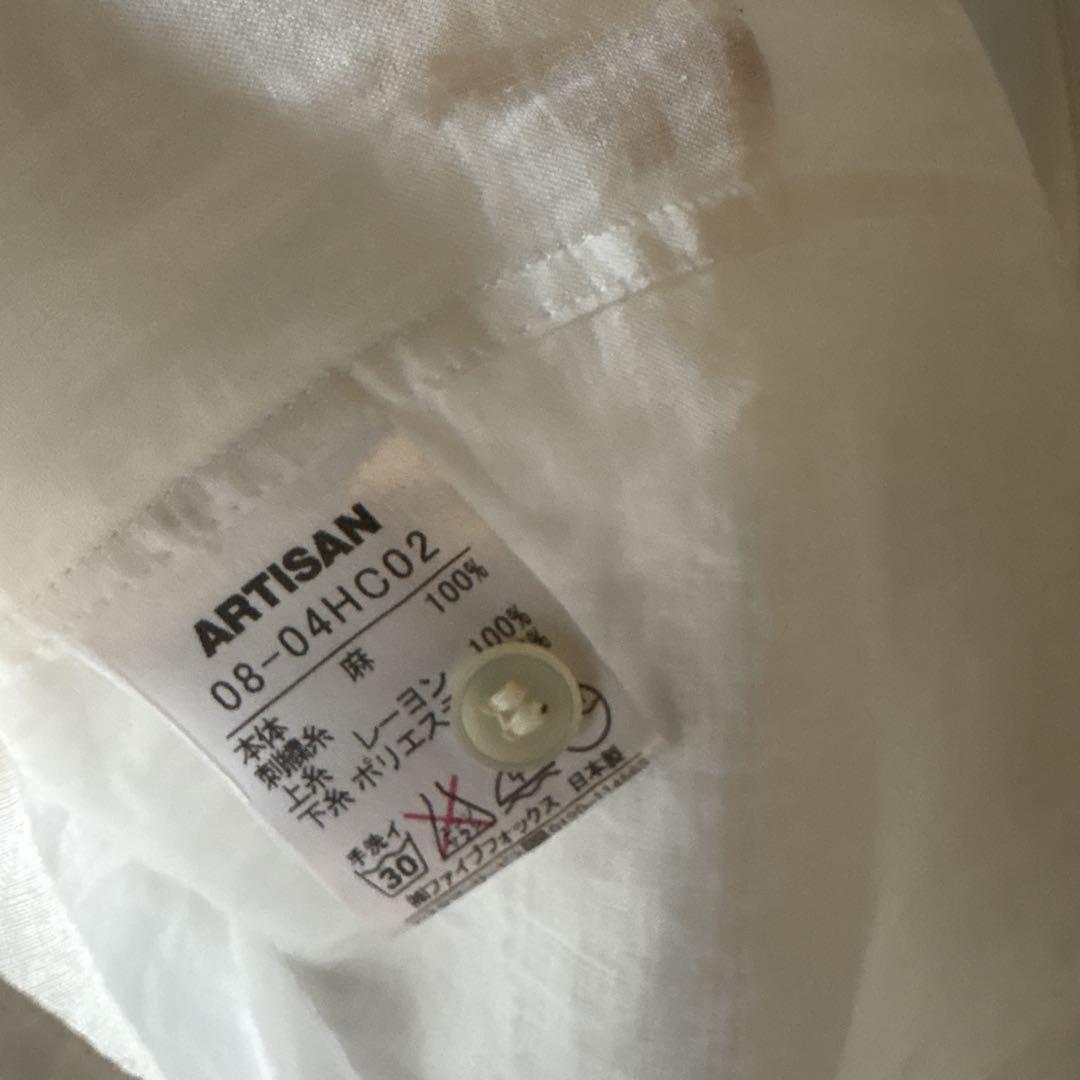 ARTISAN
08-04HC02
本体 麻 100%
刺繍糸
上糸 レーヨン 100%
下糸 ポリエス %
手洗イ
30
㈱ファイブフォックス 日本製